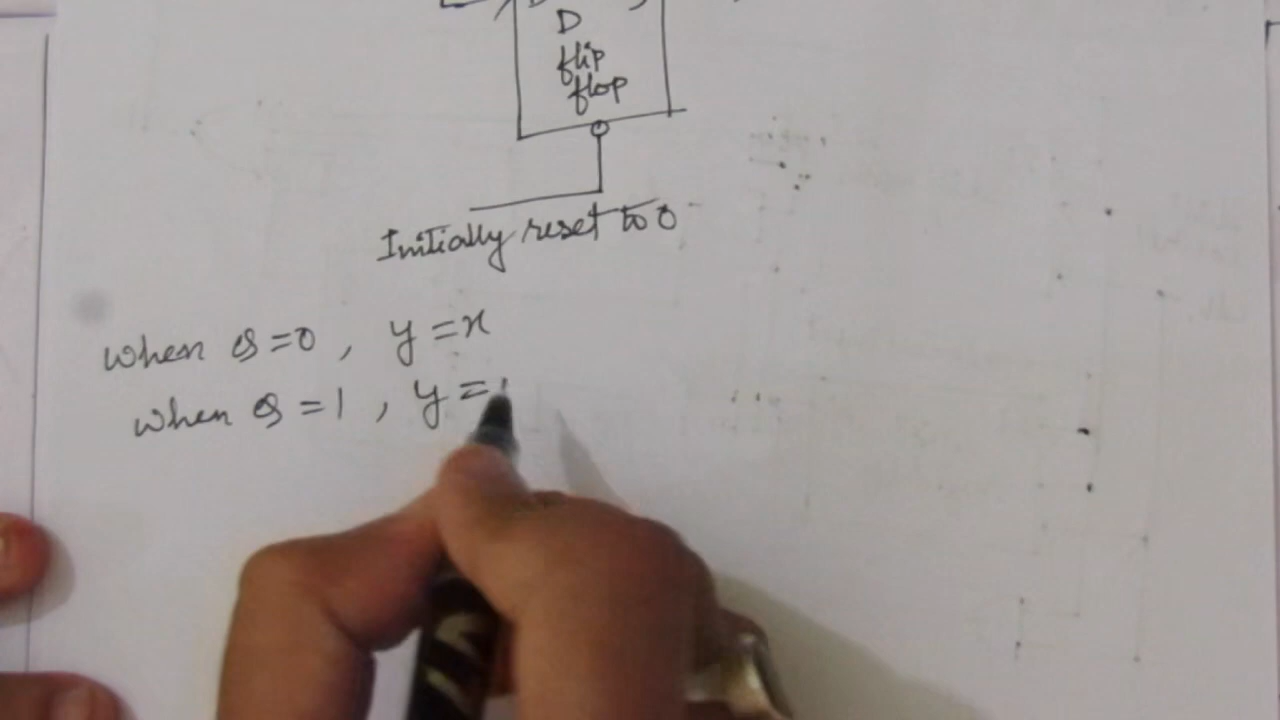 D
flip
flop
Initially reset to 0
when Q=0, y=x
when Q=1, y=